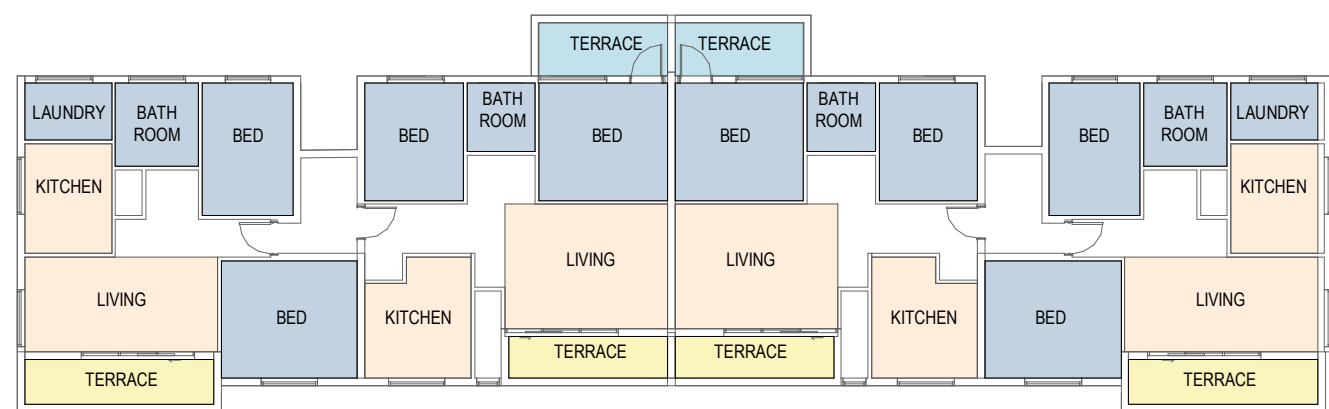 TERRACE
TERRACE
LAUNDRY
BATH
ROOM
BED
BED
BATH
ROOM
BED
BED
BATH
ROOM
BED
BED
BATH
ROOM
LAUNDRY
KITCHEN
KITCHEN
LIVING
LIVING
LIVING
BED
KITCHEN
KITCHEN
BED
LIVING
TERRACE
TERRACE
TERRACE
TERRACE